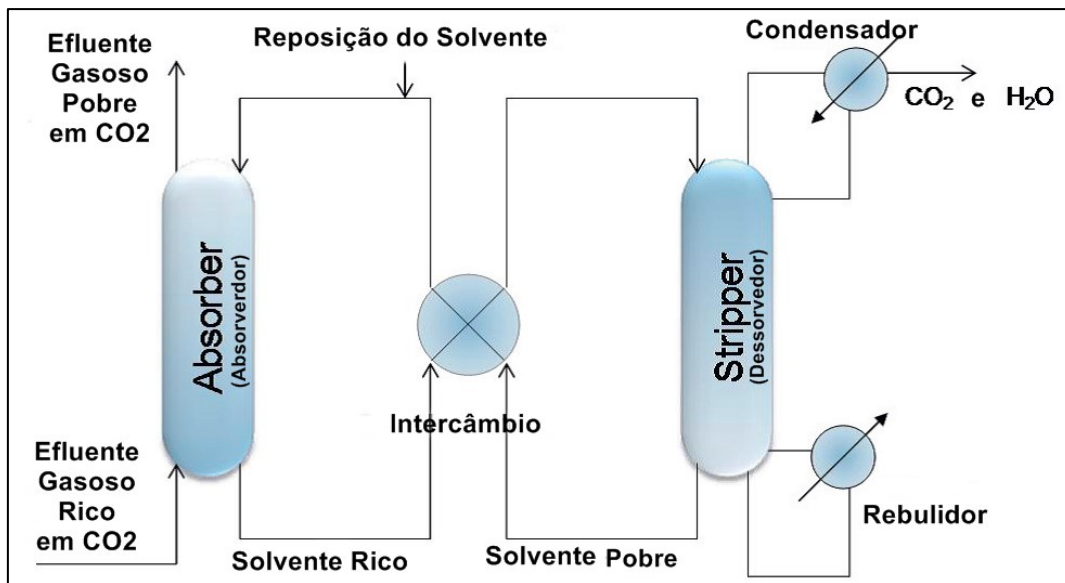 Efluente
Gasoso
Pobre
em CO2
Reposição do Solvente
Condensador
CO₂ e H₂O
Absorber
(Absorverdor)
Stripper
(Dessorvedor)
Intercâmbio
Efluente
Gasoso
Rico
em CO2
Solvente Rico
Solvente Pobre
Rebulidor